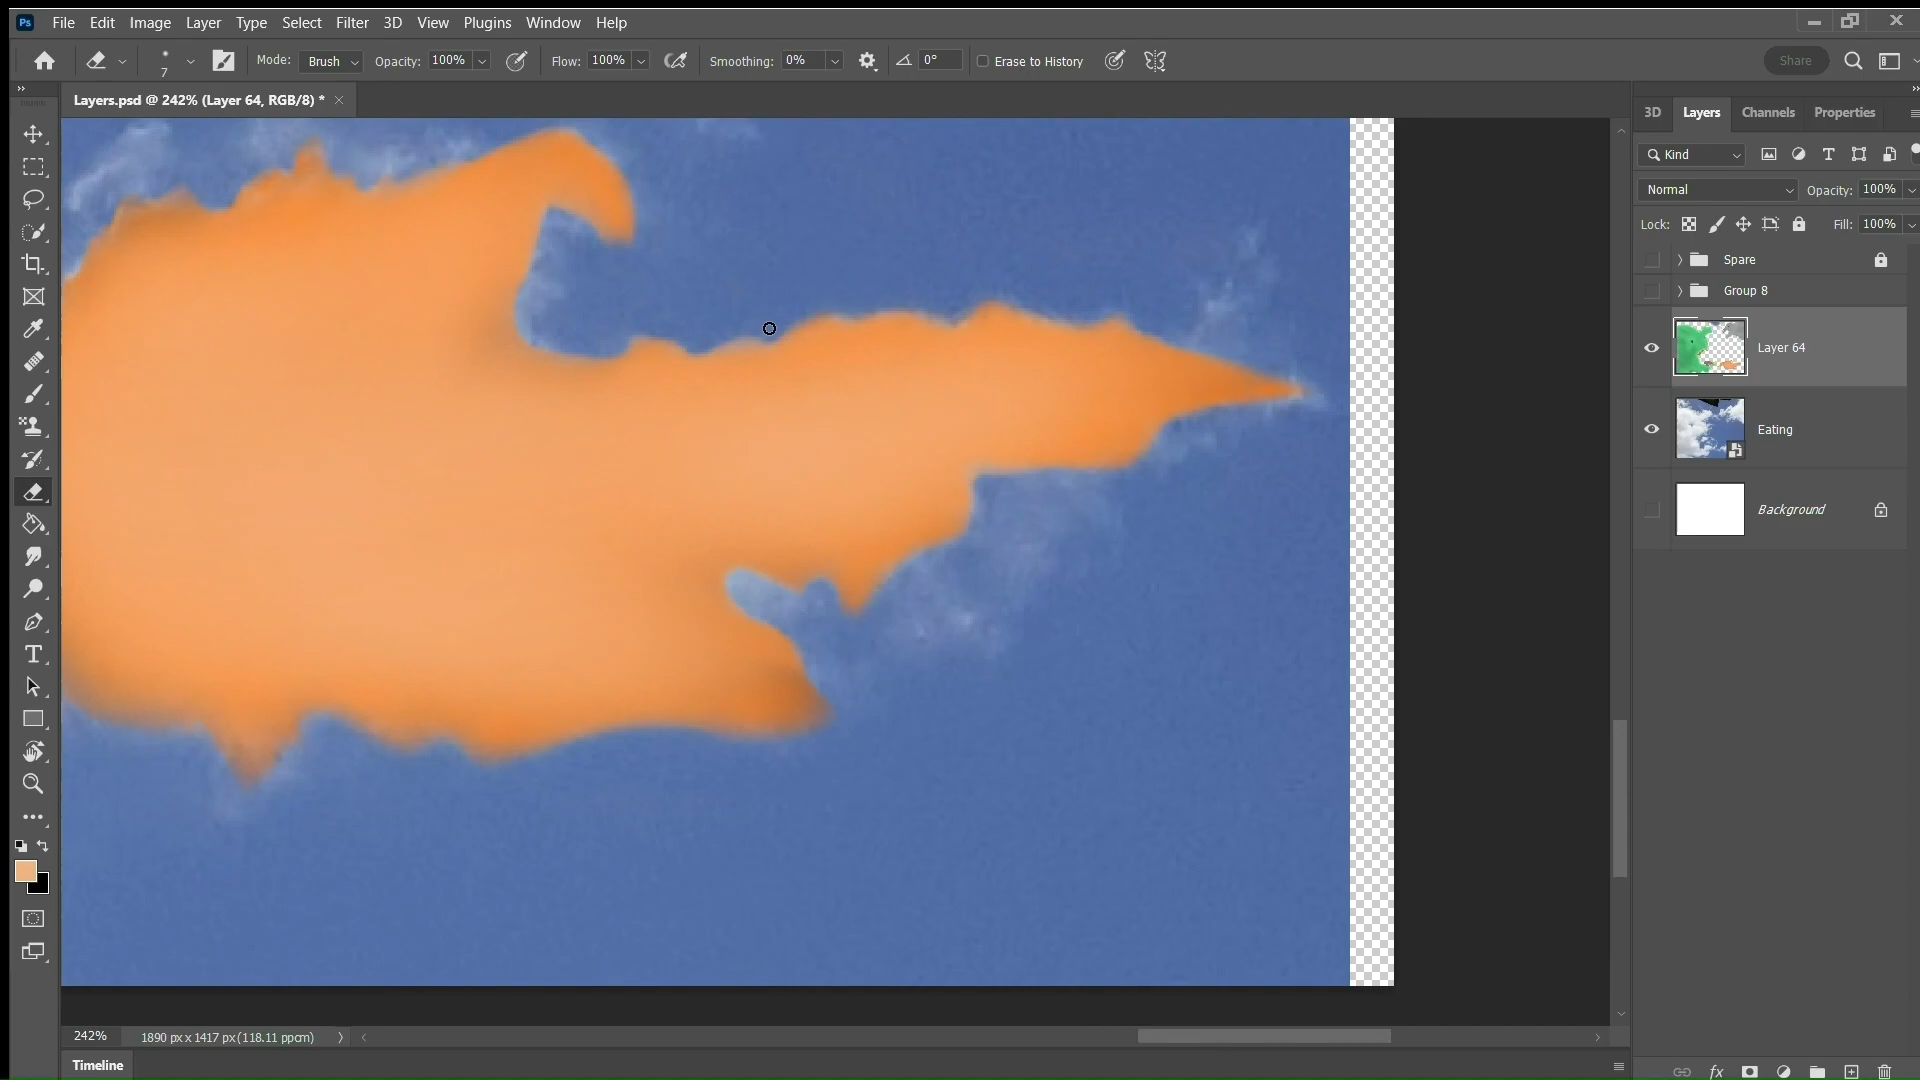 Ps File Edit Image Layer Type Select Filter 3D View Plugins Window Help
7 Mode: Brush Opacity: 100% Flow: 100% Smoothing: 0% 0° Erase to History Share
Layers.psd @ 242% (Layer 64, RGB/8) *
3D Layers Channels Properties
Kind
Normal Opacity: 100%
Lock: Fill: 100%
Spare
Group 8
Layer 64
Eating
Background
242% 1890 px x 1417 px (118.11 ppcm)
Timeline
fx